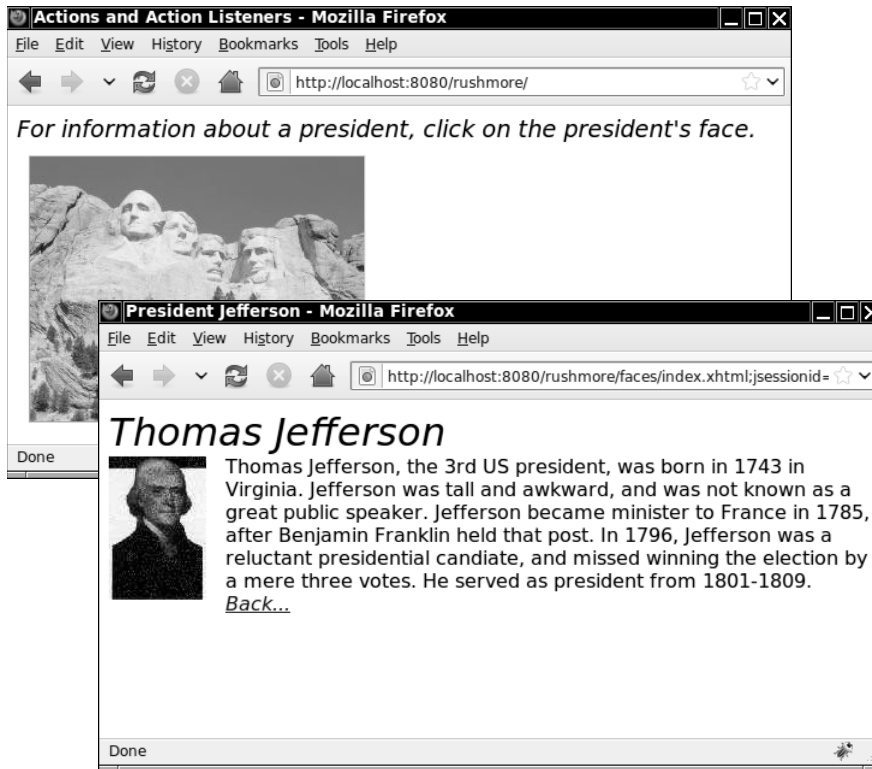 Actions and Action Listeners - Mozilla Firefox
File Edit View History Bookmarks Tools Help
http://localhost:8080/rushmore/
For information about a president, click on the president's face.
Done
President Jefferson - Mozilla Firefox
File Edit View History Bookmarks Tools Help
http://localhost:8080/rushmore/faces/index.xhtml;jsessionid=
Thomas Jefferson
Thomas Jefferson, the 3rd US president, was born in 1743 in
Virginia. Jefferson was tall and awkward, and was not known as a
great public speaker. Jefferson became minister to France in 1785,
after Benjamin Franklin held that post. In 1796, Jefferson was a
reluctant presidential candiate, and missed winning the election by
a mere three votes. He served as president from 1801-1809.
Back...
Done